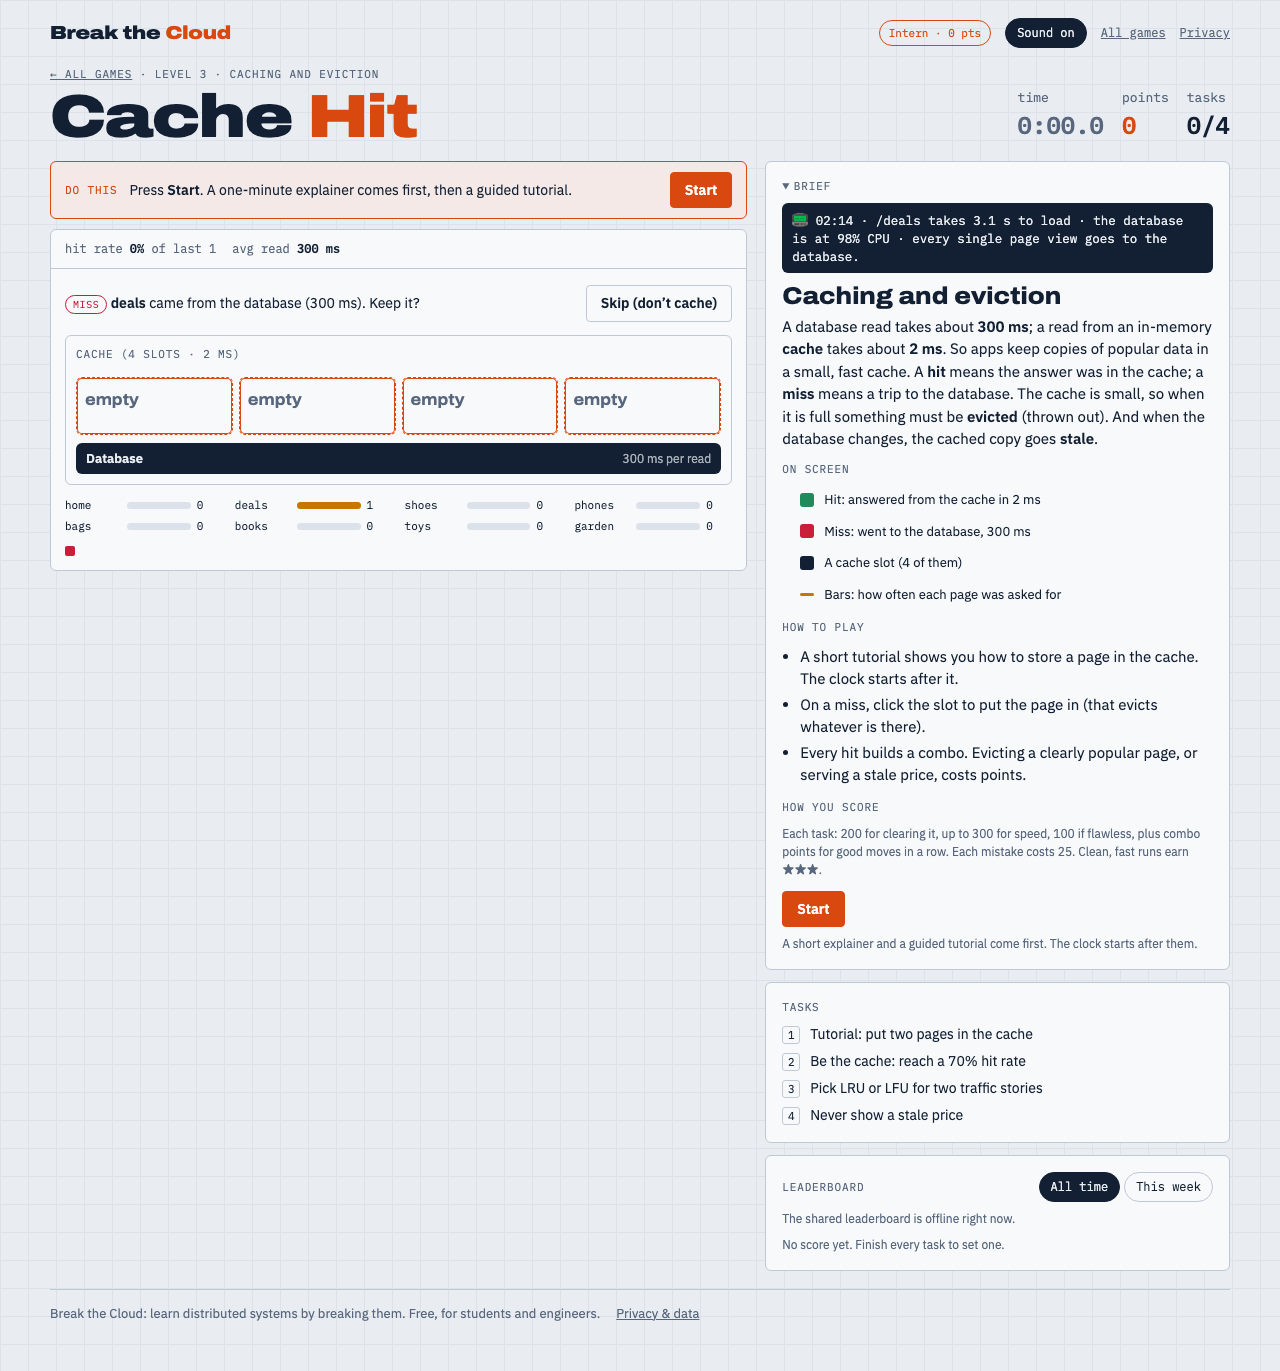 Break the Cloud
Intern · 0 pts
Sound on
All games
Privacy
← ALL GAMES · LEVEL 3 · CACHING AND EVICTION
Cache Hit
time
0:00.0
points
0
tasks
0/4
DO THIS Press Start. A one-minute explainer comes first, then a guided tutorial.
Start
hit rate 0% of last 1 avg read 300 ms
MISS deals came from the database (300 ms). Keep it?
Skip (don’t cache)
CACHE (4 SLOTS · 2 MS)
empty empty empty empty
Database 300 ms per read
home 0 deals 1 shoes 0 phones 0
bags 0 books 0 toys 0 garden 0
▼ BRIEF
02:14 · /deals takes 3.1 s to load · the database
is at 98% CPU · every single page view goes to the
database.
Caching and eviction
A database read takes about 300 ms; a read from an in-memory
cache takes about 2 ms. So apps keep copies of popular data in
a small, fast cache. A hit means the answer was in the cache; a
miss means a trip to the database. The cache is small, so when
it is full something must be evicted (thrown out). And when the
database changes, the cached copy goes stale.
ON SCREEN
Hit: answered from the cache in 2 ms
Miss: went to the database, 300 ms
A cache slot (4 of them)
Bars: how often each page was asked for
HOW TO PLAY
• A short tutorial shows you how to store a page in the cache.
The clock starts after it.
• On a miss, click the slot to put the page in (that evicts
whatever is there).
• Every hit builds a combo. Evicting a clearly popular page, or
serving a stale price, costs points.
HOW YOU SCORE
Each task: 200 for clearing it, up to 300 for speed, 100 if flawless, plus combo
points for good moves in a row. Each mistake costs 25. Clean, fast runs earn
★★★.
Start
A short explainer and a guided tutorial come first. The clock starts after them.
TASKS
1 Tutorial: put two pages in the cache
2 Be the cache: reach a 70% hit rate
3 Pick LRU or LFU for two traffic stories
4 Never show a stale price
LEADERBOARD
All time
This week
The shared leaderboard is offline right now.
No score yet. Finish every task to set one.
Break the Cloud: learn distributed systems by breaking them. Free, for students and engineers. Privacy & data